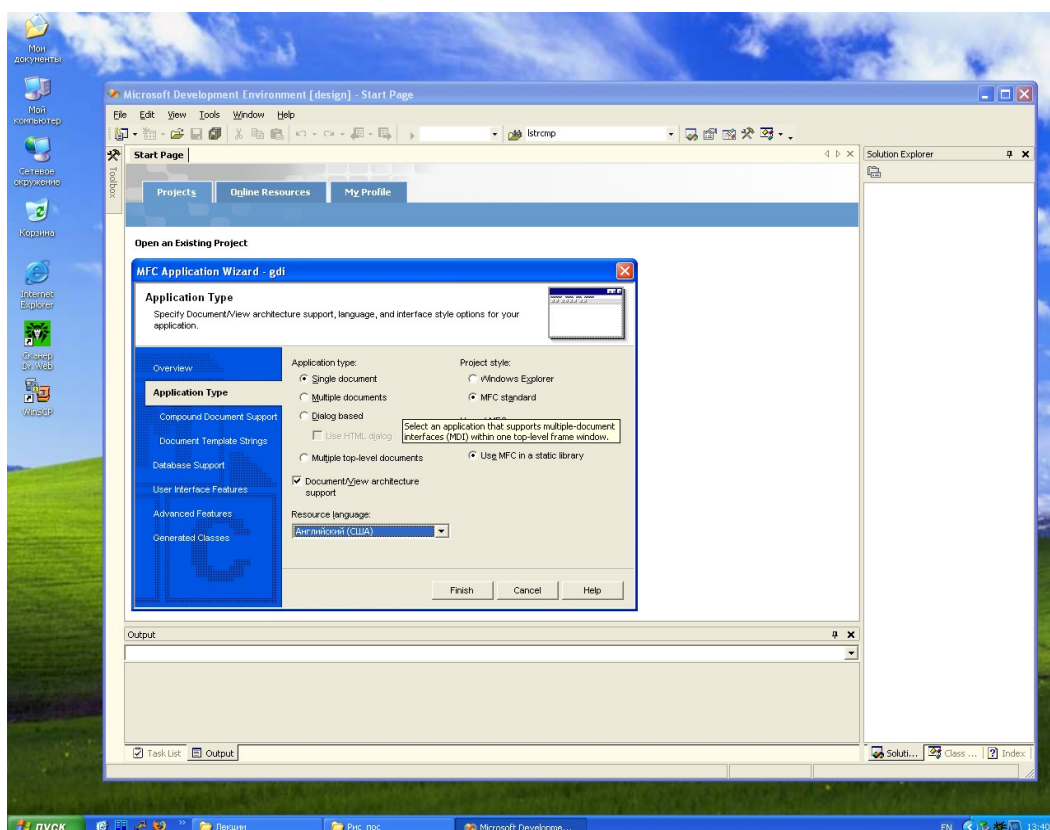 Мои
документы
Мой
компьютер
Сетевое
окружение
Корзина
Internet
Explorer
Сканер
Dr.Web
WinSCP
Microsoft Development Environment [design] - Start Page
File Edit View Tools Window Help
lstrcmp
Toolbox
Start Page
Solution Explorer
Projects Online Resources My Profile
Open an Existing Project
MFC Application Wizard - gdi
Application Type
Specify Document/View architecture support, language, and interface style options for your
application.
Overview
Application Type
Compound Document Support
Document Template Strings
Database Support
User Interface Features
Advanced Features
Generated Classes
Application type:
Single document
Multiple documents
Dialog based
Use HTML dialog
Multiple top-level documents
Document/View architecture
support
Resource language:
Английский (США)
Project style:
Windows Explorer
MFC standard
Select an application that supports multiple-document
interfaces (MDI) within one top-level frame window.
Use MFC in a static library
Finish Cancel Help
Output
Task List Output
Soluti... Class ... Index
пуск Лекции Рис_пос Microsoft Developme... EN 13:40